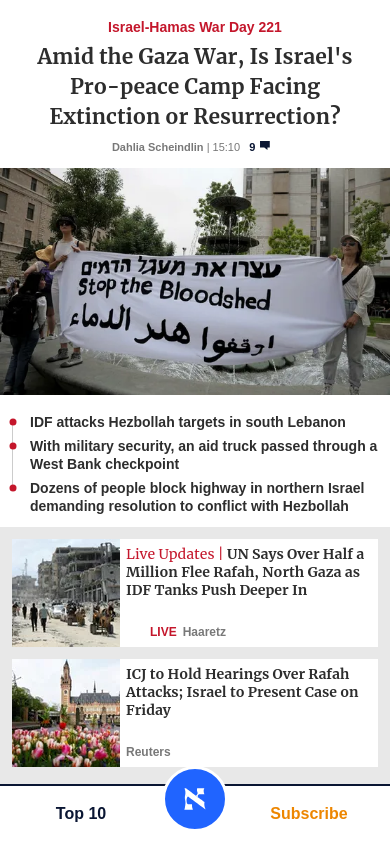 Israel-Hamas War Day 221
Amid the Gaza War, Is Israel's
Pro-peace Camp Facing
Extinction or Resurrection?
Dahlia Scheindlin | 15:10 9
עצרו את מעגל הדמים
Stop the Bloodshed
أوقفوا هدر الدماء
IDF attacks Hezbollah targets in south Lebanon
With military security, an aid truck passed through a
West Bank checkpoint
Dozens of people block highway in northern Israel
demanding resolution to conflict with Hezbollah
Live Updates | UN Says Over Half a
Million Flee Rafah, North Gaza as
IDF Tanks Push Deeper In
LIVE Haaretz
ICJ to Hold Hearings Over Rafah
Attacks; Israel to Present Case on
Friday
Reuters
Top 10
Subscribe